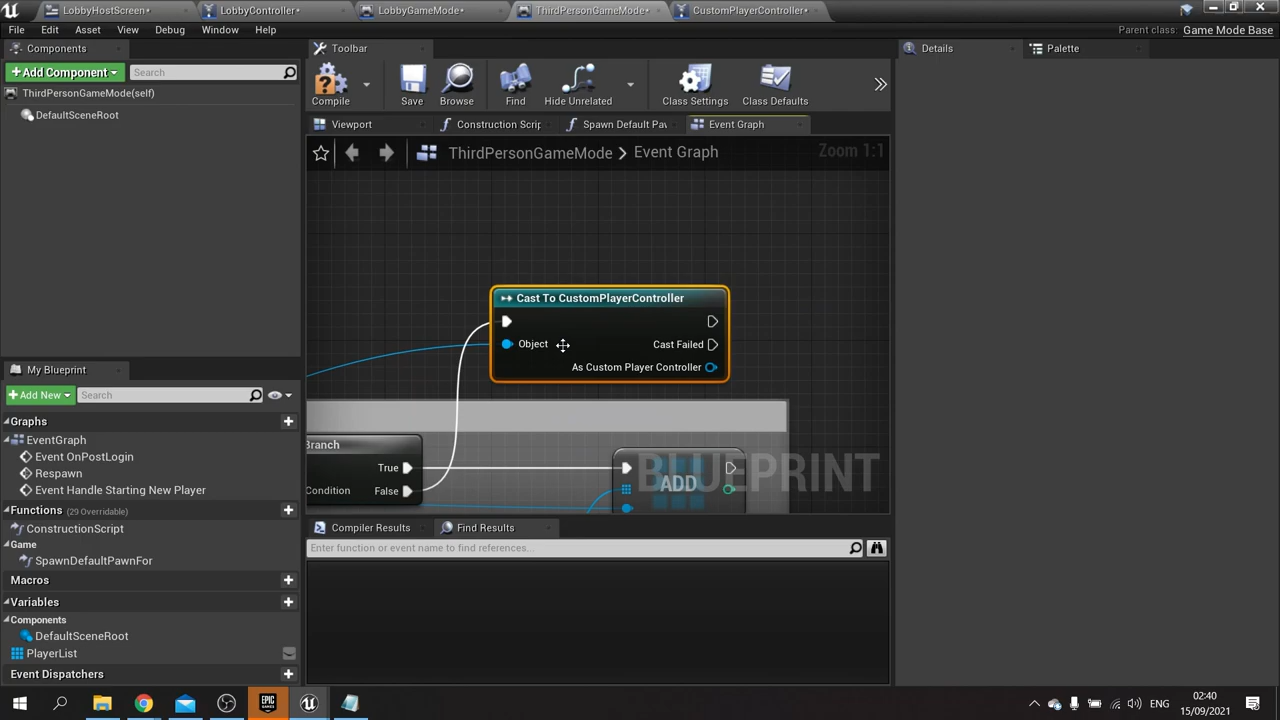 LobbyHostScreen*
LobbyController*
LobbyGameMode*
ThirdPersonGameMode*
CustomPlayerController*
File
Edit
Asset
View
Debug
Window
Help
Parent class: Game Mode Base
Components
Toolbar
Details
Palette
Add Component
Search
Compile
Save
Browse
Find
Hide Unrelated
Class Settings
Class Defaults
ThirdPersonGameMode(self)
DefaultSceneRoot
Viewport
Construction Scrip
Spawn Default Pav
Event Graph
ThirdPersonGameMode > Event Graph
Zoom 1:1
Cast To CustomPlayerController
Object
Cast Failed
As Custom Player Controller
Branch
True
Condition
False
ADD
BLUEPRINT
My Blueprint
Add New
Search
Graphs
EventGraph
Event OnPostLogin
Respawn
Event Handle Starting New Player
Functions (29 Overridable)
ConstructionScript
Game
SpawnDefaultPawnFor
Macros
Variables
Components
DefaultSceneRoot
PlayerList
Event Dispatchers
Compiler Results
Find Results
Enter function or event name to find references...
EPIC
GAMES
ENG
02:40
15/09/2021